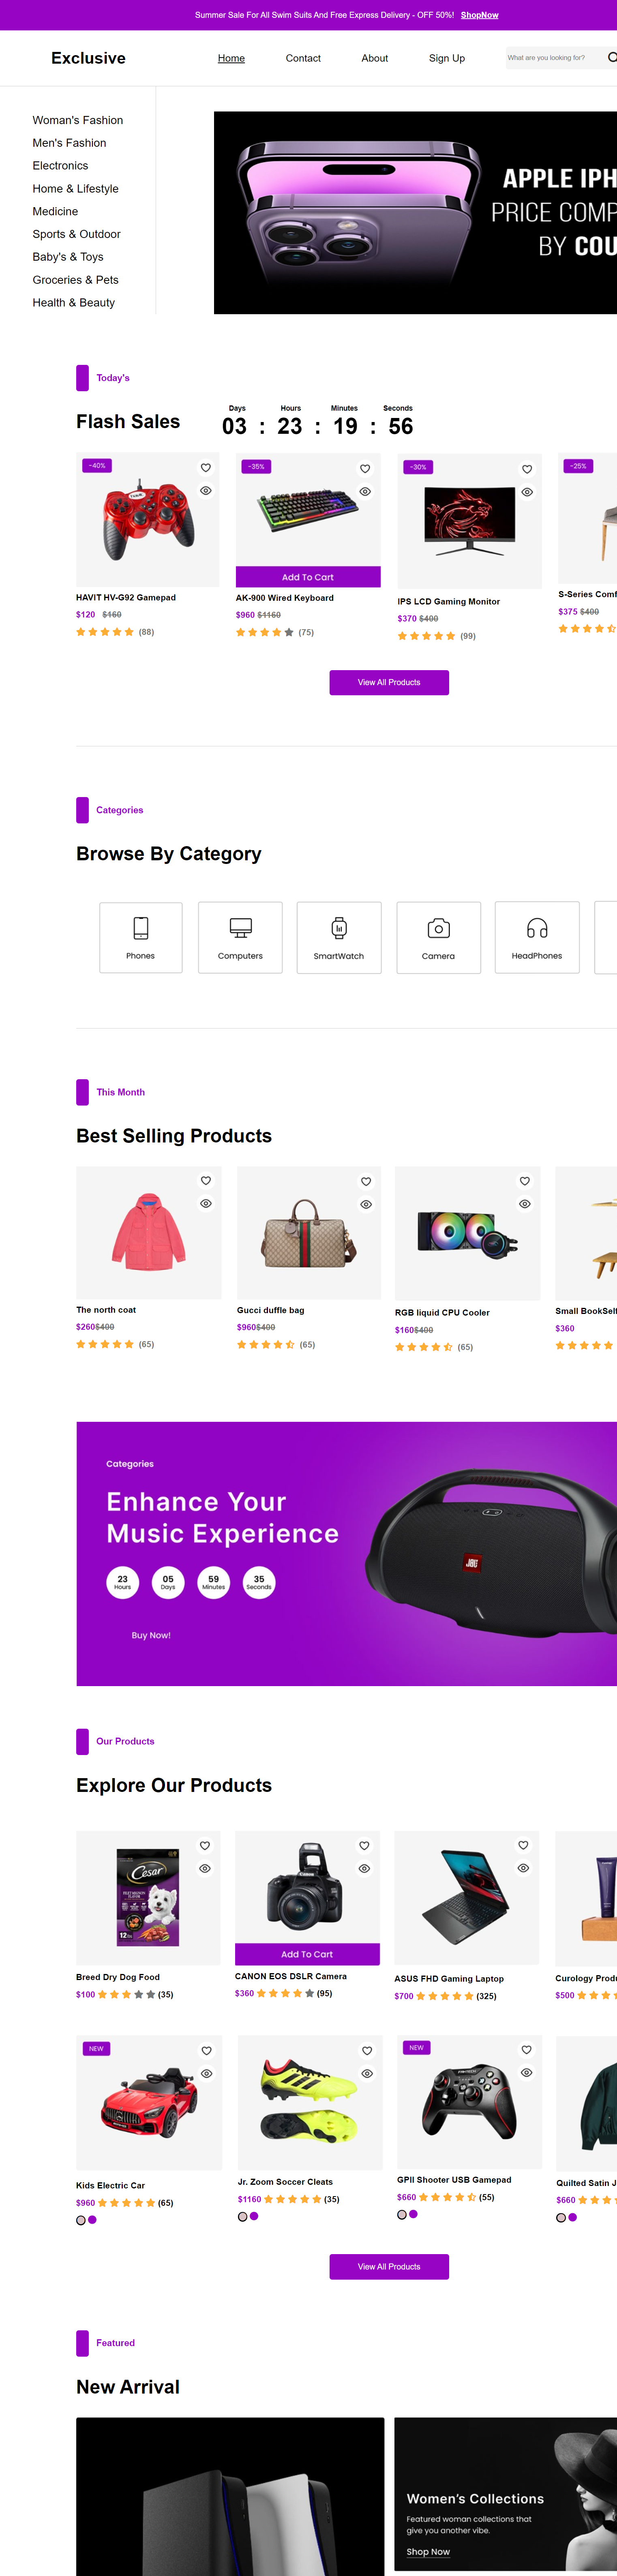 Summer Sale For All Swim Suits And Free Express Delivery - OFF 50%! ShopNow
Exclusive
Home
Contact
About
Sign Up
What are you looking for?
Woman's Fashion
Men's Fashion
Electronics
Home & Lifestyle
Medicine
Sports & Outdoor
Baby's & Toys
Groceries & Pets
Health & Beauty
APPLE IPH
PRICE COMP
BY COU
Today's
Flash Sales
Days Hours Minutes Seconds
03 : 23 : 19 : 56
-40%
-35%
-30%
-25%
Add To Cart
HAVIT HV-G92 Gamepad
$120 $160
(88)
AK-900 Wired Keyboard
$960 $1160
(75)
IPS LCD Gaming Monitor
$370 $400
(99)
S-Series Comf
$375 $400
View All Products
Categories
Browse By Category
Phones
Computers
SmartWatch
Camera
HeadPhones
This Month
Best Selling Products
The north coat
$260$400
(65)
Gucci duffle bag
$960$400
(65)
RGB liquid CPU Cooler
$160$400
(65)
Small BookSelf
$360
Categories
Enhance Your
Music Experience
23 05 59 35
Hours Days Minutes Seconds
Buy Now!
JBL
Our Products
Explore Our Products
Cesar
12
Canon
Add To Cart
Breed Dry Dog Food
$100 (35)
CANON EOS DSLR Camera
$360 (95)
ASUS FHD Gaming Laptop
$700 (325)
Curology Produ
$500
NEW
NEW
Kids Electric Car
$960 (65)
Jr. Zoom Soccer Cleats
$1160 (35)
GPII Shooter USB Gamepad
$660 (55)
Quilted Satin J
$660
View All Products
Featured
New Arrival
Women's Collections
Featured woman collections that
give you another vibe.
Shop Now